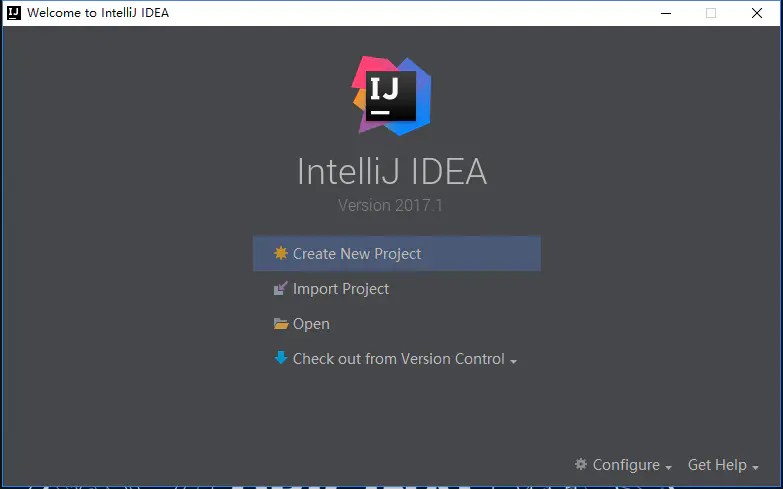 Welcome to IntelliJ IDEA
IJ
IntelliJ IDEA
Version 2017.1
Create New Project
Import Project
Open
Check out from Version Control
Configure
Get Help